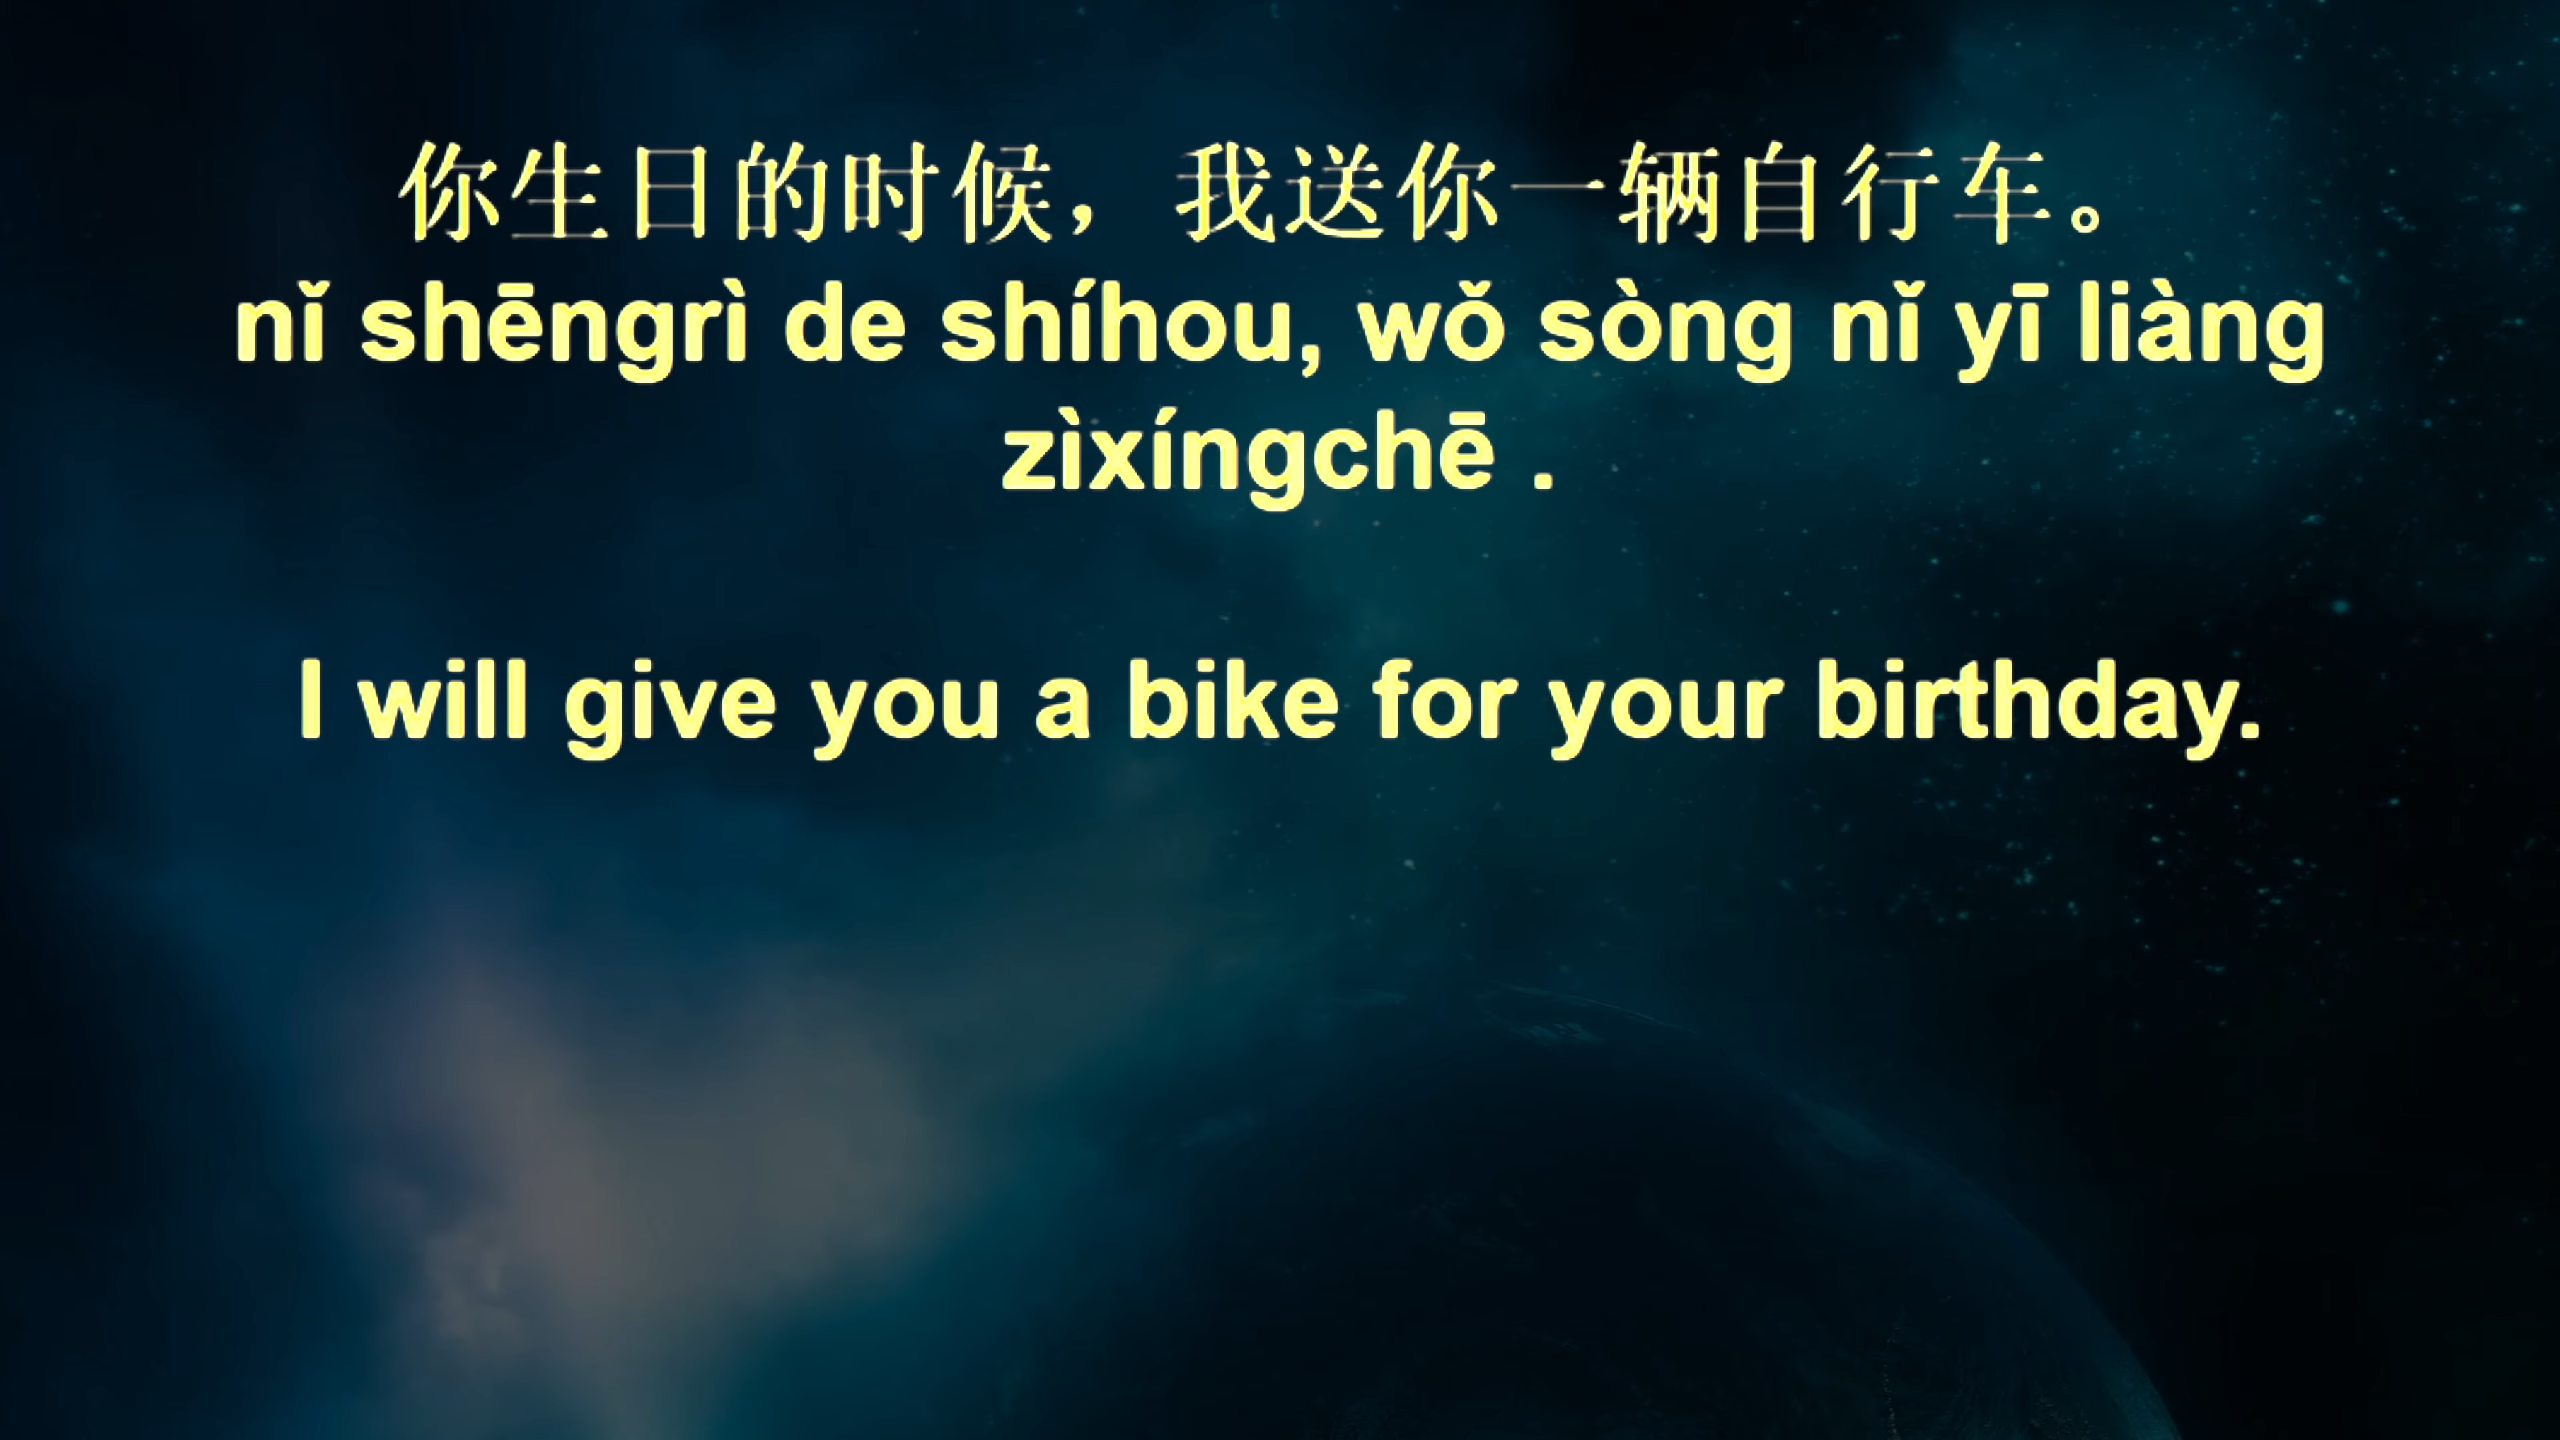 你生日的时候，我送你一辆自行车。
nǐ shēngrì de shíhou, wǒ sòng nǐ yī liàng
zìxíngchē .
I will give you a bike for your birthday.